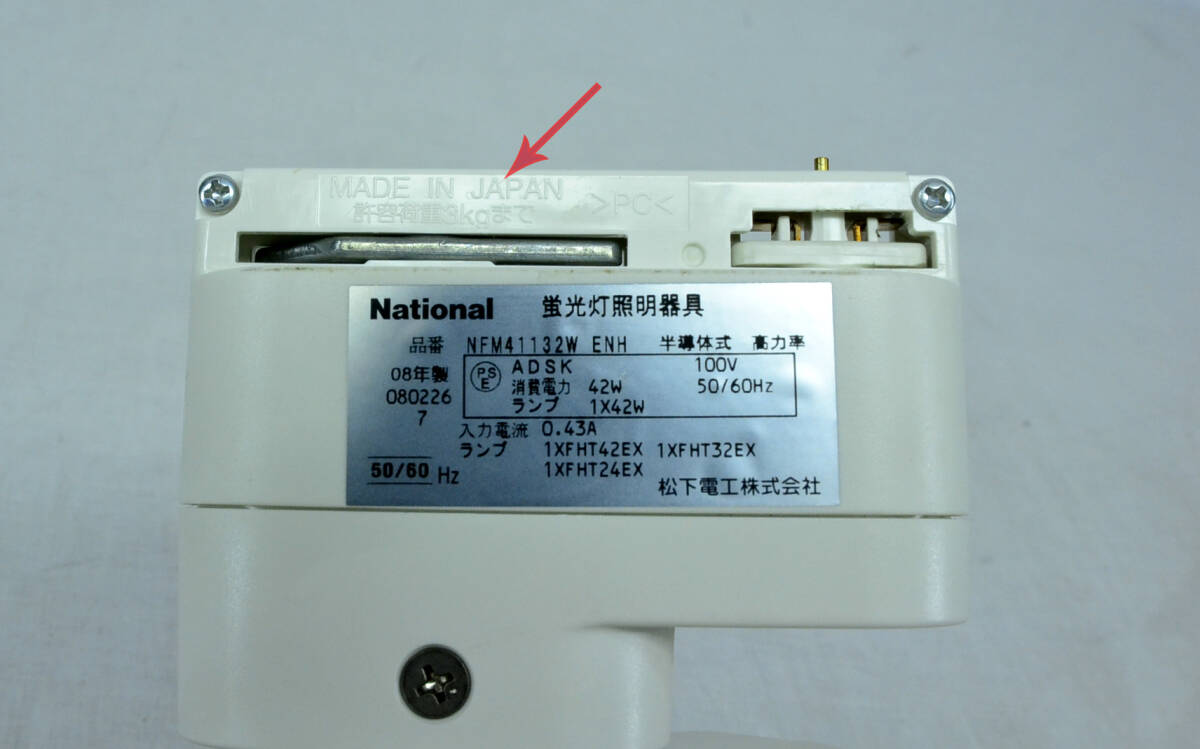 MADE IN JAPAN
許容荷重3kgまで
>PC<
National 蛍光灯照明器具
品番 NFM41132W ENH 半導体式 高力率
08年製
080226
7
PS
E
ADSK 100V
消費電力 42W 50/60Hz
ランプ 1X42W
入力電流 0.43A
ランプ 1XFHT42EX 1XFHT32EX
1XFHT24EX
50/60 Hz
松下電工株式会社